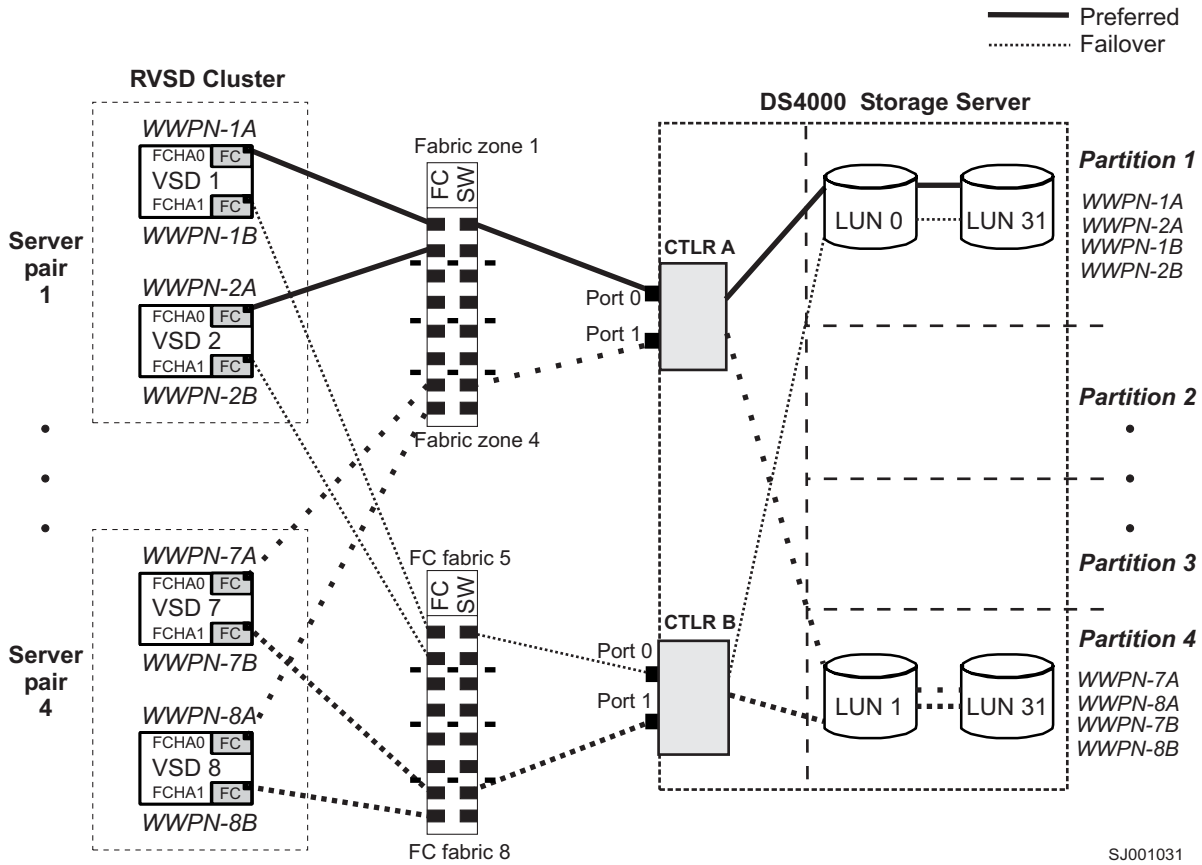 Preferred
Failover
RVSD Cluster
DS4000 Storage Server
WWPN-1A
FCHA0 FC
VSD 1
FCHA1 FC
WWPN-1B
Server
pair
1
WWPN-2A
FCHA0 FC
VSD 2
FCHA1 FC
WWPN-2B
Fabric zone 1
FC
SW
Fabric zone 4
CTLR A
Port 0
Port 1
LUN 0
LUN 31
Partition 1
WWPN-1A
WWPN-2A
WWPN-1B
WWPN-2B
Partition 2
Partition 3
WWPN-7A
FCHA0 FC
VSD 7
FCHA1 FC
WWPN-7B
Server
pair
4
WWPN-8A
FCHA0 FC
VSD 8
FCHA1 FC
WWPN-8B
FC fabric 5
FC
SW
FC fabric 8
CTLR B
Port 0
Port 1
LUN 1
LUN 31
Partition 4
WWPN-7A
WWPN-8A
WWPN-7B
WWPN-8B
SJ001031